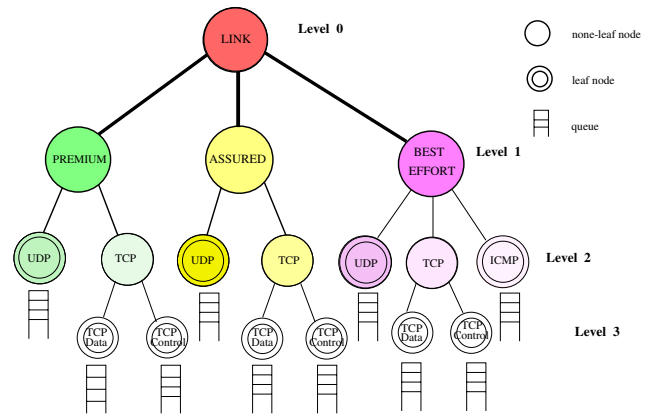 LINK
Level 0
none-leaf node
leaf node
queue
PREMIUM
ASSURED
BEST
EFFORT
Level 1
UDP
TCP
UDP
TCP
UDP
TCP
ICMP
Level 2
TCP
Data
TCP
Control
TCP
Data
TCP
Control
TCP
Data
TCP
Control
Level 3